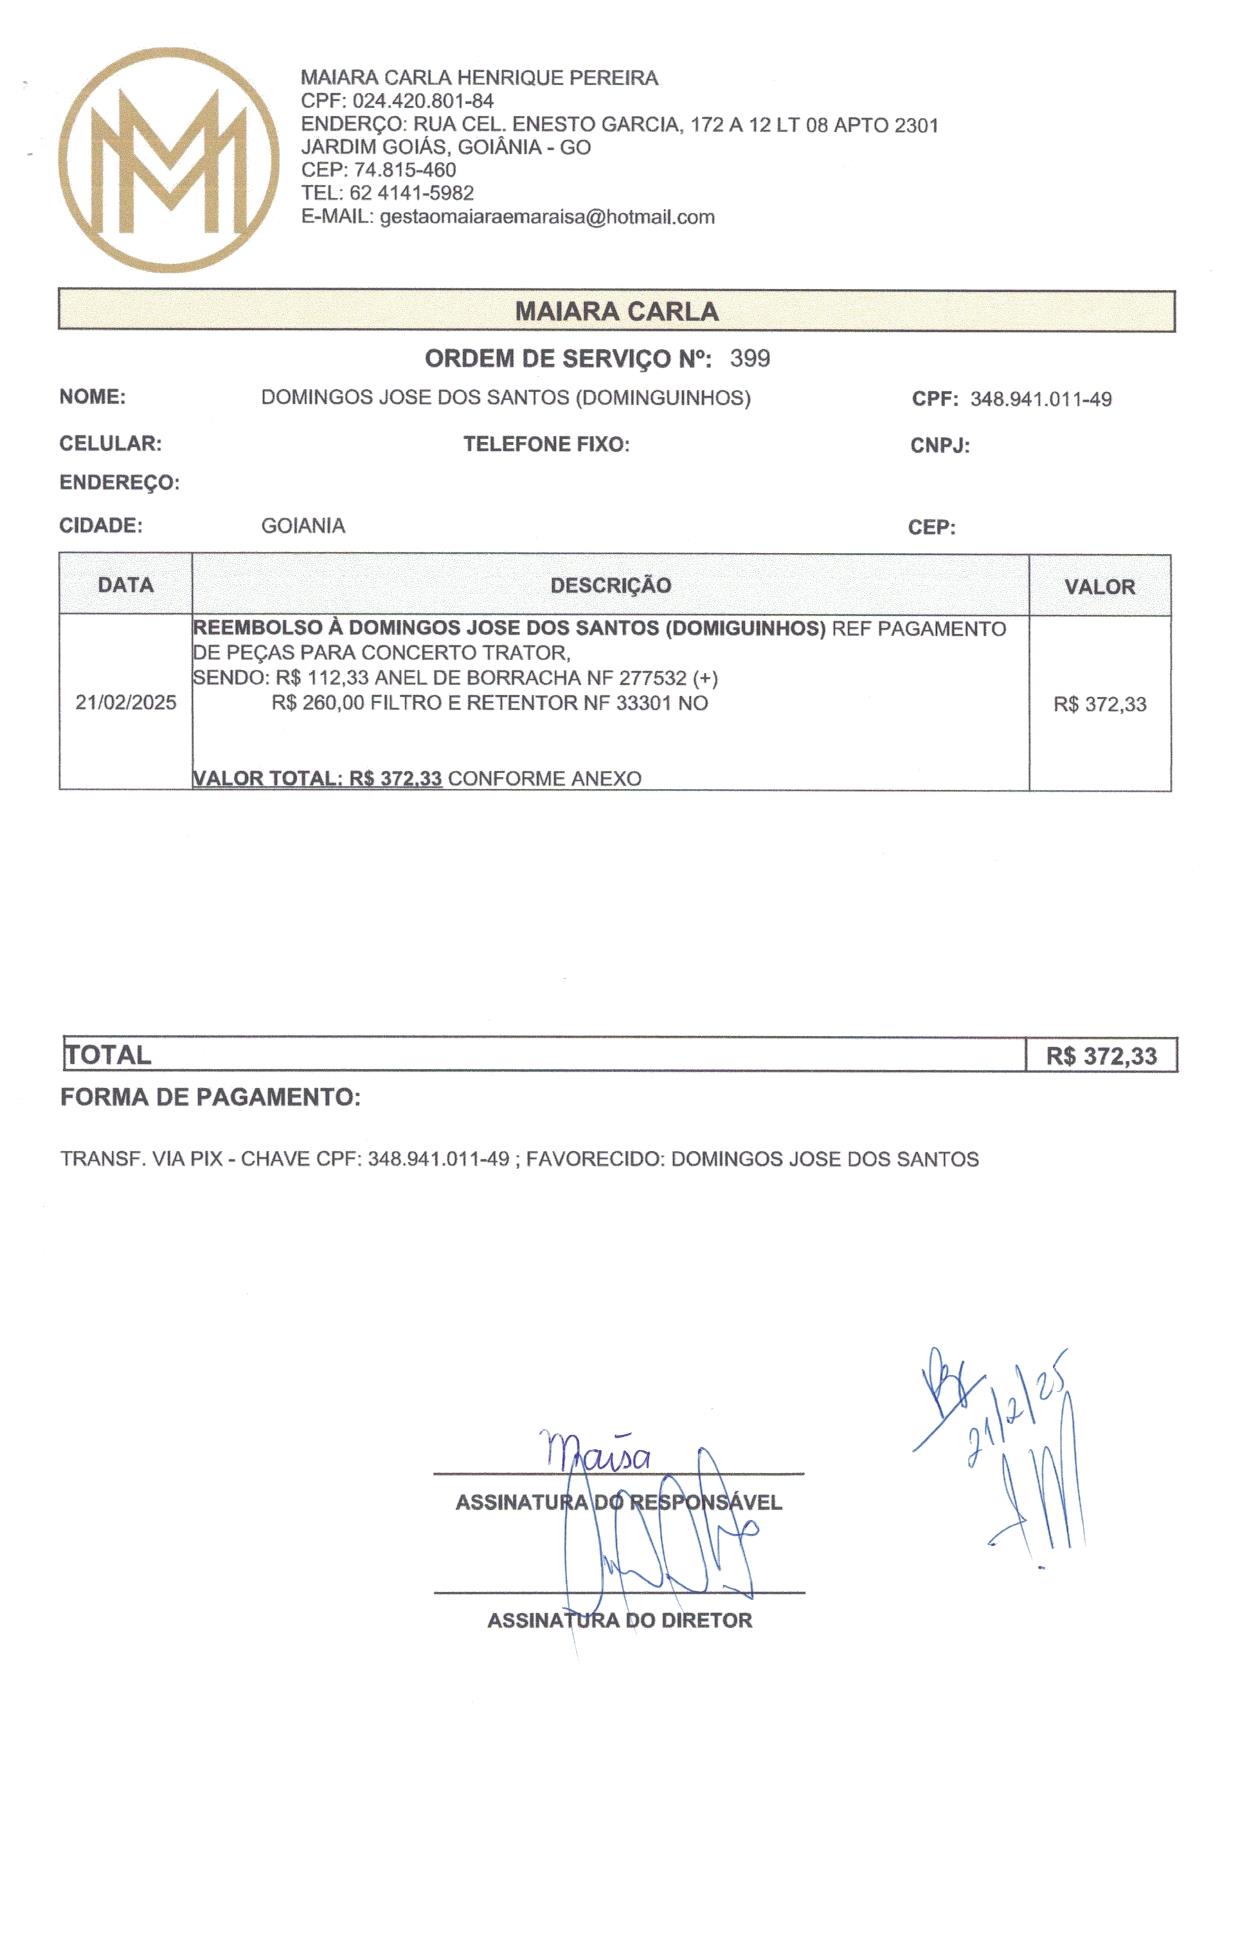 MAIARA CARLA HENRIQUE PEREIRA
CPF: 024.420.801-84
ENDERÇO: RUA CEL. ENESTO GARCIA, 172 A 12 LT 08 APTO 2301
JARDIM GOIÁS, GOIÂNIA - GO
CEP: 74.815-460
TEL: 62 4141-5982
E-MAIL: gestaomaiaraemaraisa@hotmail.com
MAIARA CARLA
ORDEM DE SERVIÇO Nº: 399
NOME: DOMINGOS JOSE DOS SANTOS (DOMINGUINHOS) CPF: 348.941.011-49
CELULAR: TELEFONE FIXO: CNPJ:
ENDEREÇO:
CIDADE: GOIANIA CEP:
DATA DESCRIÇÃO VALOR
REEMBOLSO À DOMINGOS JOSE DOS SANTOS (DOMIGUINHOS) REF PAGAMENTO
DE PEÇAS PARA CONCERTO TRATOR,
SENDO: R$ 112,33 ANEL DE BORRACHA NF 277532 (+)
21/02/2025 R$ 260,00 FILTRO E RETENTOR NF 33301 NO R$ 372,33
VALOR TOTAL: R$ 372,33 CONFORME ANEXO
TOTAL R$ 372,33
FORMA DE PAGAMENTO:
TRANSF. VIA PIX - CHAVE CPF: 348.941.011-49 ; FAVORECIDO: DOMINGOS JOSE DOS SANTOS
21/2/25
Maísa
ASSINATURA DO RESPONSÁVEL
ASSINATURA DO DIRETOR